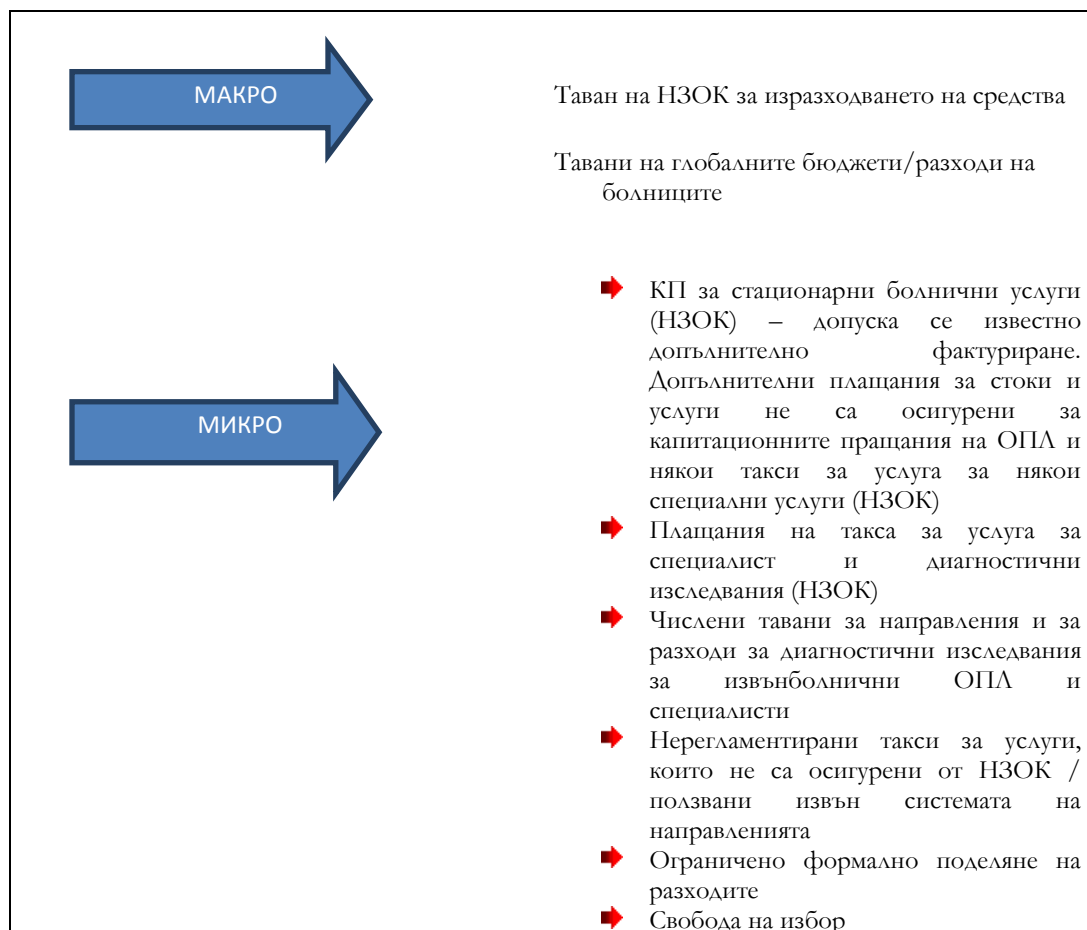 МАКРО
Таван на НЗОК за изразходването на средства
Тавани на глобалните бюджети/разходи на
болниците
МИКРО
КП за стационарни болнични услуги
(НЗОК) – допуска се известно
допълнително фактуриране.
Допълнителни плащания за стоки и
услуги не са осигурени за
капитационните пращания на ОПЛ и
някои такси за услуга за някои
специални услуги (НЗОК)
Плащания на такса за услуга за
специалист и диагностични
изследвания (НЗОК)
Числени тавани за направления и за
разходи за диагностични изследвания
за извънболнични ОПЛ и
специалисти
Нерегламентирани такси за услуги,
които не са осигурени от НЗОК /
ползвани извън системата на
направленията
Ограничено формално поделяне на
разходите
Свобода на избор